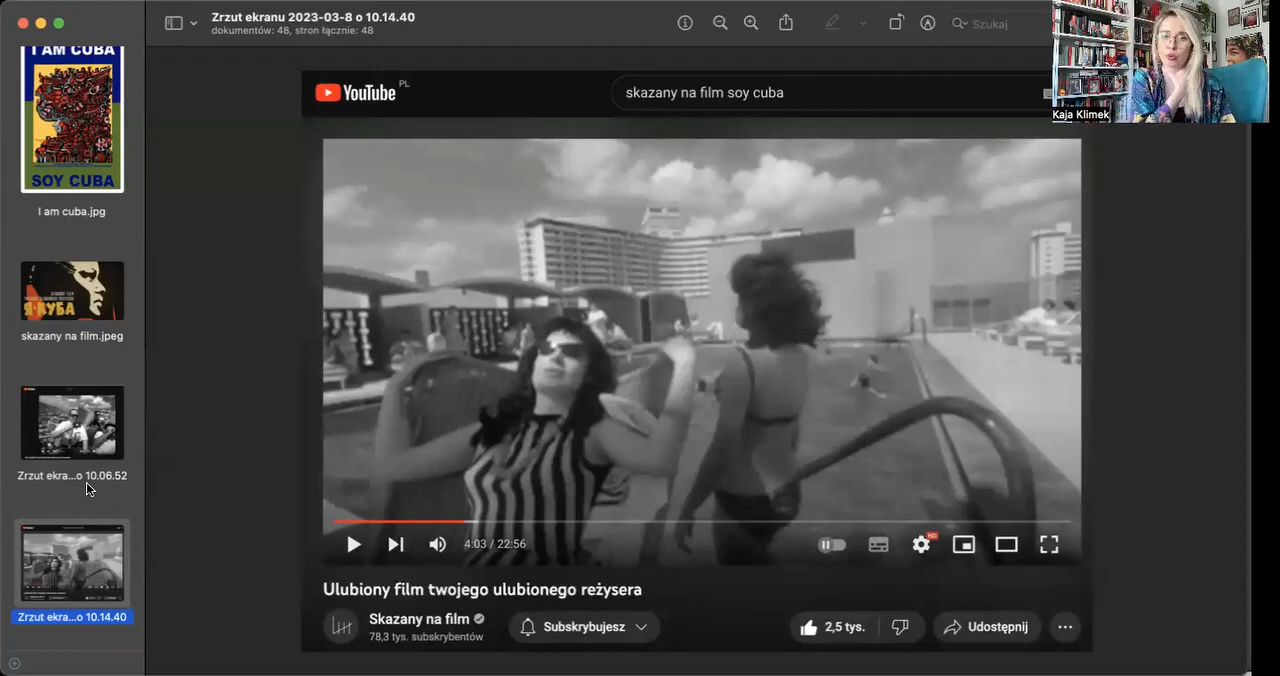 Zrzut ekranu 2023-03-8 o 10.14.40
dokumentów: 48, stron łącznie: 48
Szukaj
Kaja Klimek
I AM CUBA
SOY CUBA
I am cuba.jpg
Я-КУБА
skazany na film.jpeg
Zrzut ekra...o 10.06.52
Zrzut ekra...o 10.14.40
YouTube PL
skazany na film soy cuba
4:03 / 22:56
HD
Ulubiony film twojego ulubionego reżysera
Skazany na film
78,3 tys. subskrybentów
Subskrybujesz
2,5 tys.
Udostępnij